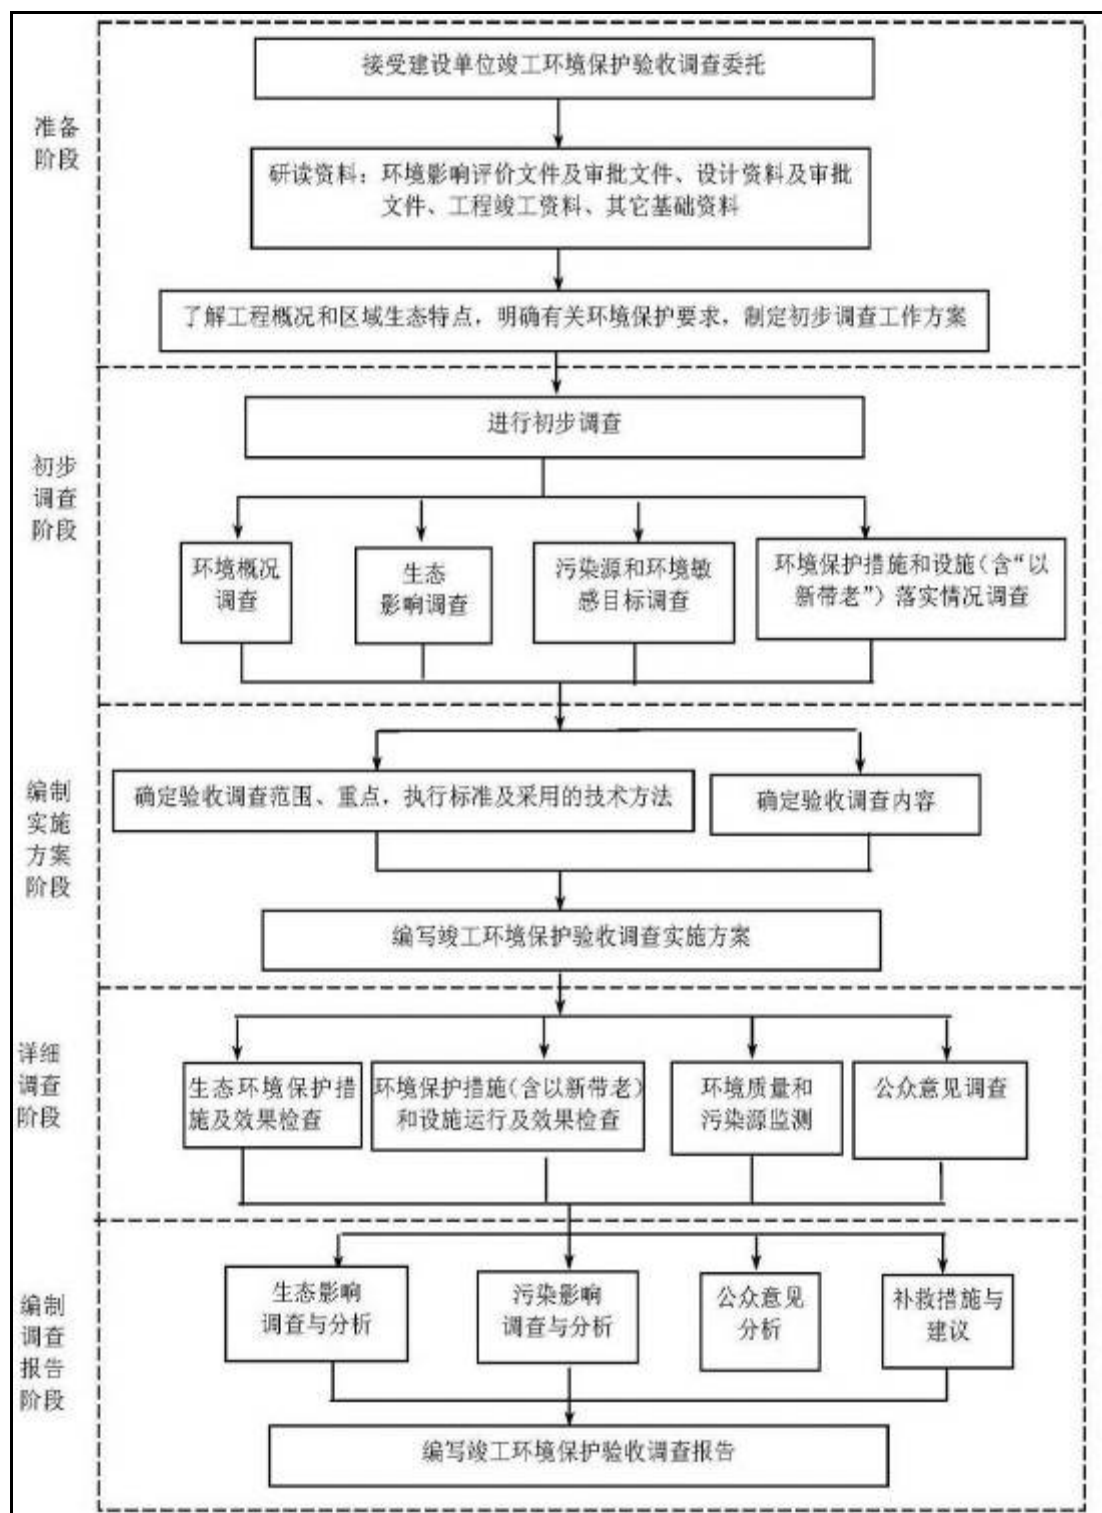 接受建设单位竣工环境保护验收调查委托
准备
阶段
研读资料：环境影响评价文件及审批文件、设计资料及审批
文件、工程竣工资料、其它基础资料
了解工程概况和区域生态特点，明确有关环境保护要求，制定初步调查工作方案
进行初步调查
初步
调查
阶段
环境概况
调查
生态
影响调查
污染源和环境敏
感目标调查
环境保护措施和设施（含“以
新带老”）落实情况调查
编制
实施
方案
阶段
确定验收调查范围、重点，执行标准及采用的技术方法
确定验收调查内容
编写竣工环境保护验收调查实施方案
详细
调查
阶段
生态环境保护措
施及效果检查
环境保护措施（含以新带老）
和设施运行及效果检查
环境质量和
污染源监测
公众意见调查
编制
调查
报告
阶段
生态影响
调查与分析
污染影响
调查与分析
公众意见
分析
补救措施与
建议
编写竣工环境保护验收调查报告